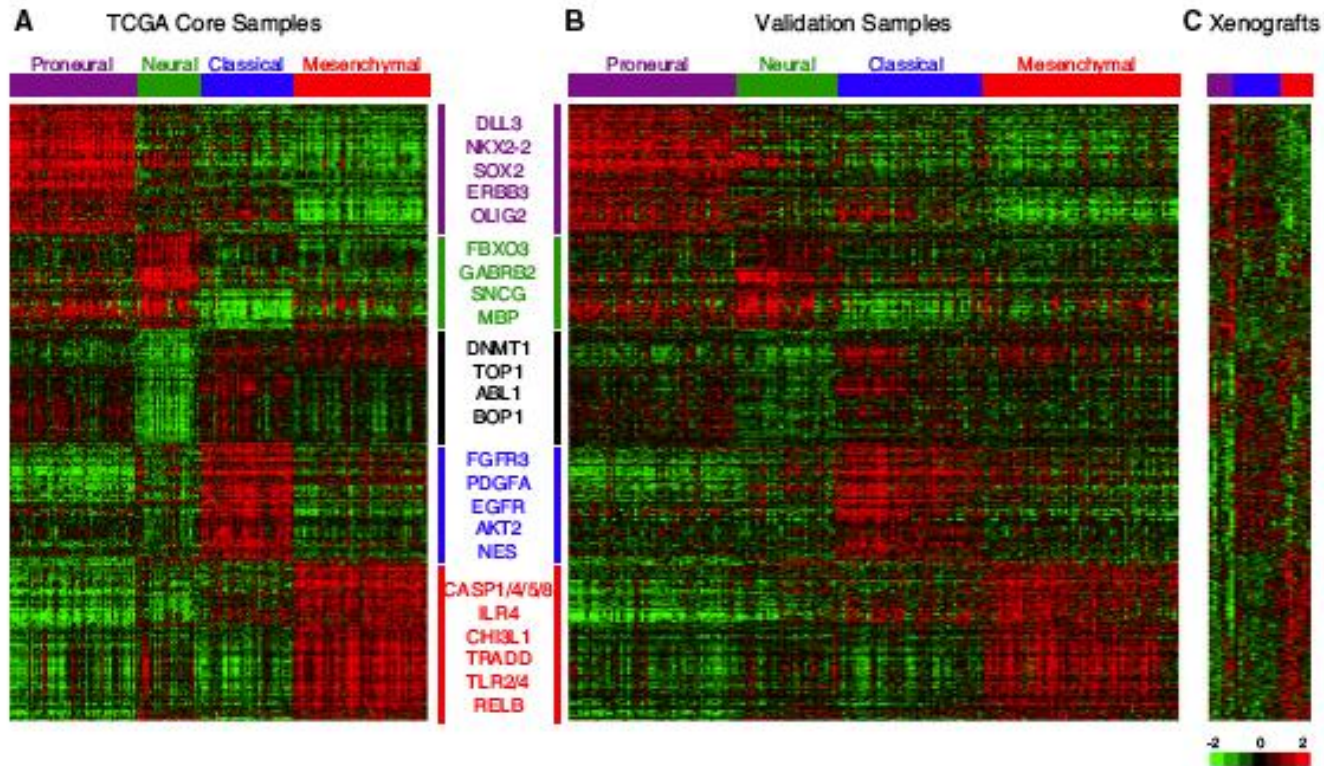 A TCGA Core Samples B Validation Samples C Xenografts
Proneural Neural Classical Mesenchymal Proneural Neural Classical Mesenchymal
DLL3
NKX2-2
SOX2
ERBB3
OLIG2
FBXO3
GABRB2
SNCG
MBP
DNMT1
TOP1
ABL1
BOP1
FGFR3
PDGFA
EGFR
AKT2
NES
CASP1/4/5/8
ILR4
CHI3L1
TRADD
TLR2/4
RELB
-2 0 2